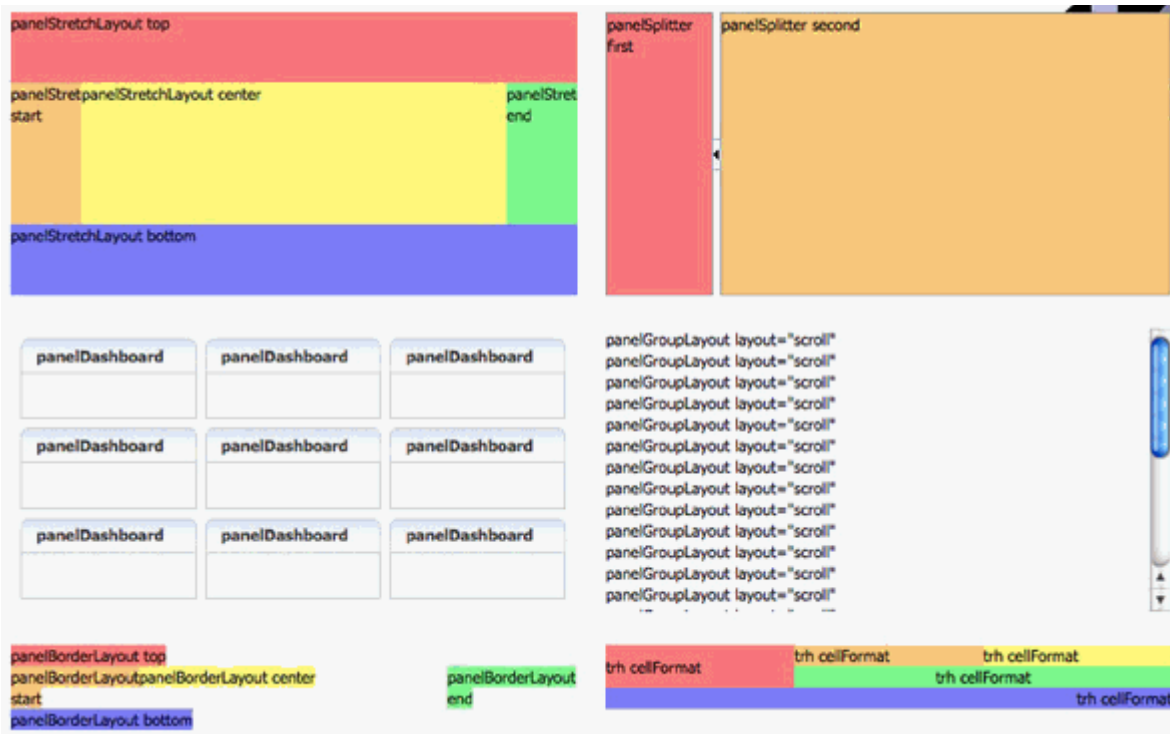 panelStretchLayout top
panelStret
start
panelStretchLayout center
panelStret
end
panelStretchLayout bottom
panelSplitter
first
panelSplitter second
panelDashboard panelDashboard panelDashboard
panelDashboard panelDashboard panelDashboard
panelDashboard panelDashboard panelDashboard
panelGroupLayout layout="scroll"
panelGroupLayout layout="scroll"
panelGroupLayout layout="scroll"
panelGroupLayout layout="scroll"
panelGroupLayout layout="scroll"
panelGroupLayout layout="scroll"
panelGroupLayout layout="scroll"
panelGroupLayout layout="scroll"
panelGroupLayout layout="scroll"
panelGroupLayout layout="scroll"
panelGroupLayout layout="scroll"
panelGroupLayout layout="scroll"
panelGroupLayout layout="scroll"
panelBorderLayout top
panelBorderLayout
start
panelBorderLayout center
panelBorderLayout
end
panelBorderLayout bottom
trh cellFormat
trh cellFormat
trh cellFormat
trh cellFormat
trh cellFormat